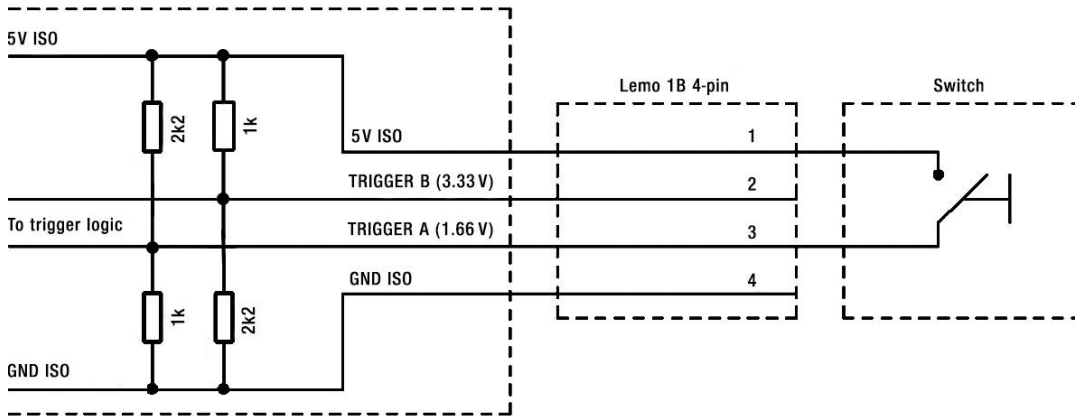 5V ISO
Lemo 1B 4-pin
Switch
2k2
1k
5V ISO
1
TRIGGER B (3.33 V)
2
To trigger logic
TRIGGER A (1.66 V)
3
GND ISO
4
1k
2k2
GND ISO